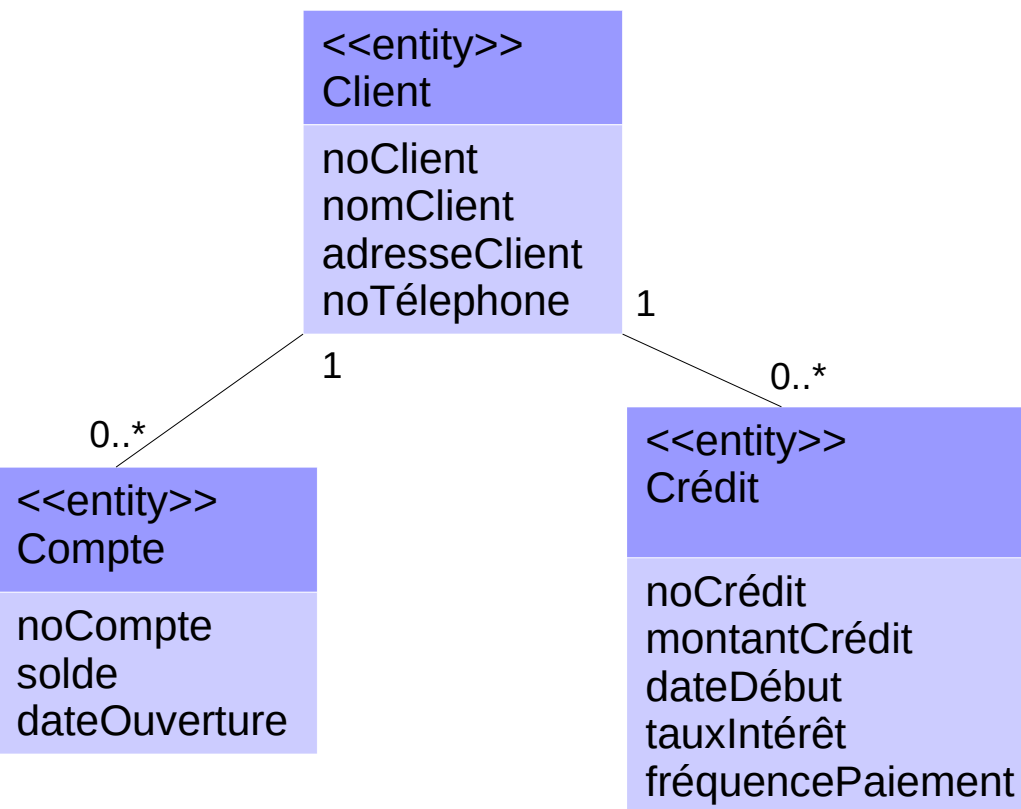 <<entity>>
Client
noClient
nomClient
adresseClient
noTélephone
1
1
0..*
0..*
<<entity>>
Compte
noCompte
solde
dateOuverture
<<entity>>
Crédit
noCrédit
montantCrédit
dateDébut
tauxIntérêt
fréquencePaiement